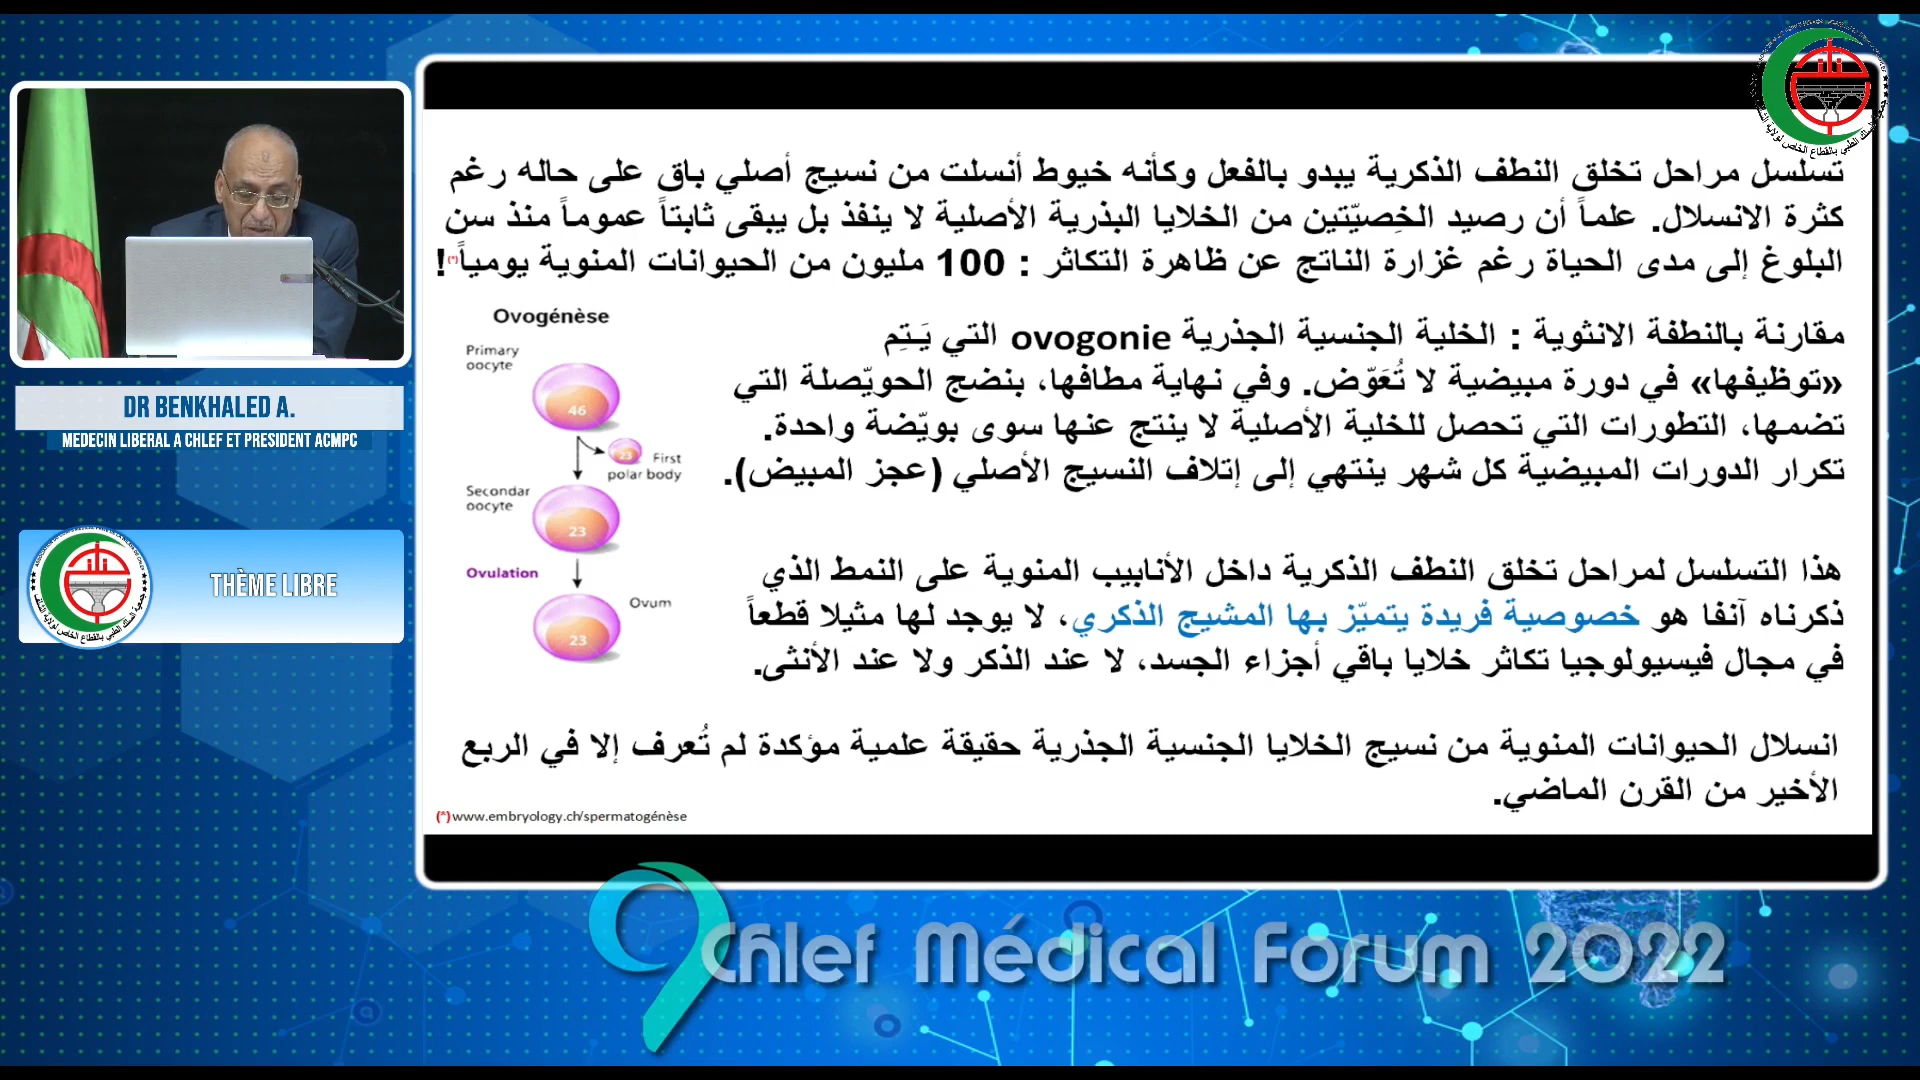 DR BENKHALED A.
MEDECIN LIBERAL A CHLEF ET PRESIDENT ACMPC
THÈME LIBRE
تسلسل مراحل تخلق النطف الذكرية يبدو بالفعل وكأنه خيوط أنسلت من نسيج أصلي باق على حاله رغم
كثرة الانسلال. علماً أن رصيد الخِصيّتين من الخلايا البذرية الأصلية لا ينفذ بل يبقى ثابتاً عموماً منذ سن
البلوغ إلى مدى الحياة رغم غزارة الناتج عن ظاهرة التكاثر : 100 مليون من الحيوانات المنوية يومياً(*)!
مقارنة بالنطفة الانثوية : الخلية الجنسية الجذرية ovogonie التي يَـتِم
«توظيفها» في دورة مبيضية لا تُعَوّض. وفي نهاية مطافها، بنضج الحويّصلة التي
تضمها، التطورات التي تحصل للخلية الأصلية لا ينتج عنها سوى بويّضة واحدة.
تكرار الدورات المبيضية كل شهر ينتهي إلى إتلاف النسيج الأصلي (عجز المبيض).
Ovogénèse
Primary
oocyte
46
23
First
polar body
Secondar
oocyte
23
Ovulation
Ovum
23
هذا التسلسل لمراحل تخلق النطف الذكرية داخل الأنابيب المنوية على النمط الذي
ذكرناه آنفا هو خصوصية فريدة يتميّز بها المشيج الذكري، لا يوجد لها مثيلا قطعاً
في مجال فيسيولوجيا تكاثر خلايا باقي أجزاء الجسد، لا عند الذكر ولا عند الأنثى.
انسلال الحيوانات المنوية من نسيج الخلايا الجنسية الجذرية حقيقة علمية مؤكدة لم تُعرف إلا في الربع
الأخير من القرن الماضي.
(*)www.embryology.ch/spermatogénèse
9 Chlef Médical Forum 2022